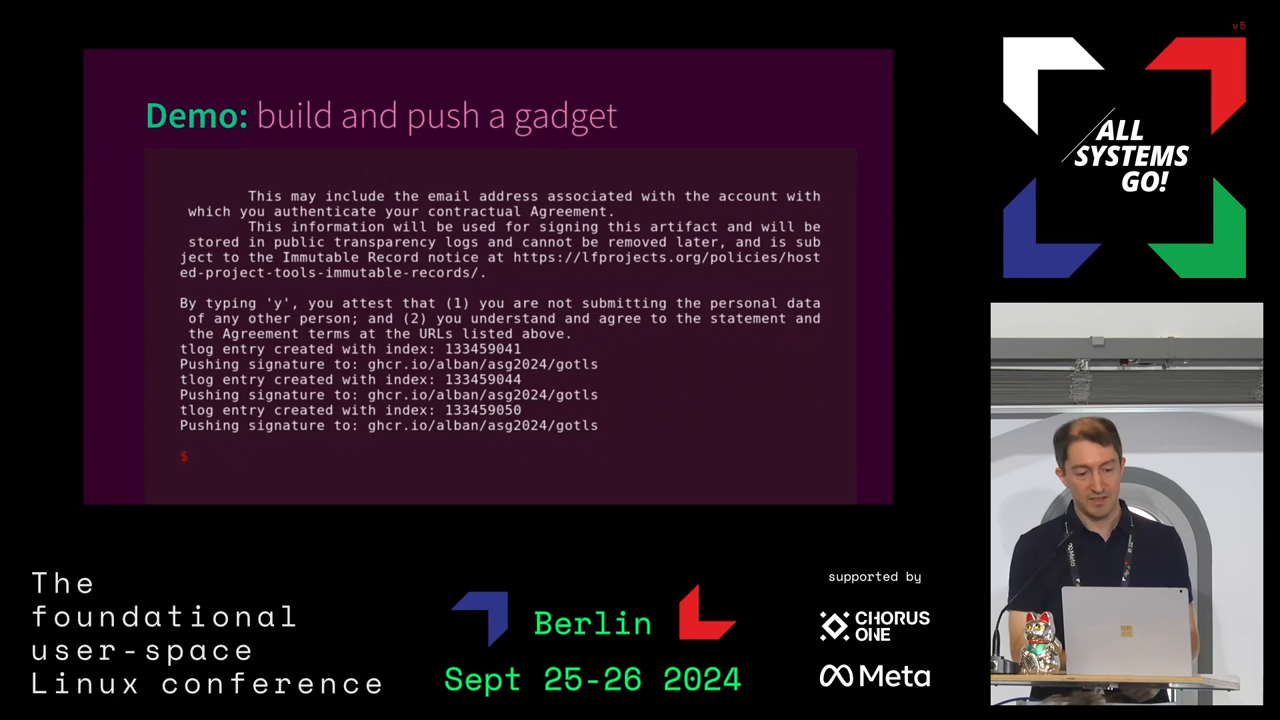 v5
Demo: build and push a gadget
This may include the email address associated with the account with
which you authenticate your contractual Agreement.
This information will be used for signing this artifact and will be
stored in public transparency logs and cannot be removed later, and is sub
ject to the Immutable Record notice at https://lfprojects.org/policies/host
ed-project-tools-immutable-records/.
By typing 'y', you attest that (1) you are not submitting the personal data
of any other person; and (2) you understand and agree to the statement and
the Agreement terms at the URLs listed above.
tlog entry created with index: 133459041
Pushing signature to: ghcr.io/alban/asg2024/gotls
tlog entry created with index: 133459044
Pushing signature to: ghcr.io/alban/asg2024/gotls
tlog entry created with index: 133459050
Pushing signature to: ghcr.io/alban/asg2024/gotls
$
ALL
SYSTEMS
GO!
The
foundational
user-space
Linux conference
Berlin
Sept 25-26 2024
supported by
CHORUS
ONE
Meta
Meta